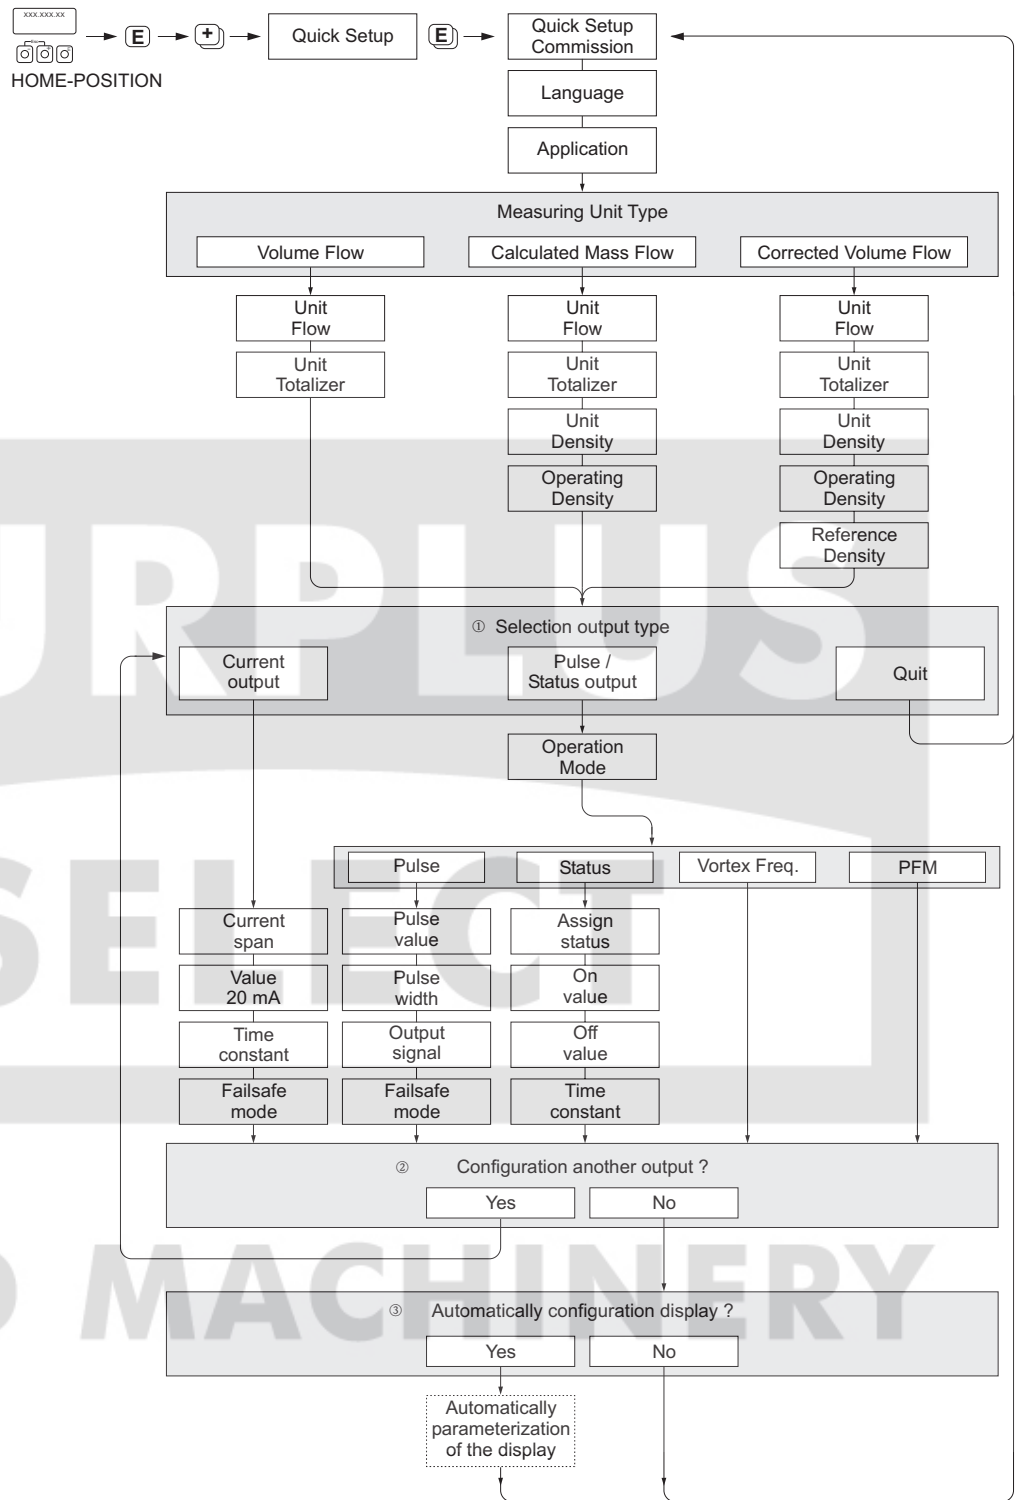 xxx.xxx.xx
Esc
E
+
Quick Setup
E
Quick Setup
Commission
HOME-POSITION
Language
Application
Measuring Unit Type
Volume Flow
Calculated Mass Flow
Corrected Volume Flow
Unit
Flow
Unit
Flow
Unit
Flow
Unit
Totalizer
Unit
Totalizer
Unit
Totalizer
Unit
Density
Unit
Density
Operating
Density
Operating
Density
Reference
Density
① Selection output type
Current
output
Pulse /
Status output
Quit
Operation
Mode
Pulse
Status
Vortex Freq.
PFM
Current
span
Pulse
value
Assign
status
Value
20 mA
Pulse
width
On
value
Time
constant
Output
signal
Off
value
Failsafe
mode
Failsafe
mode
Time
constant
② Configuration another output ?
Yes
No
③ Automatically configuration display ?
Yes
No
Automatically
parameterization
of the display
URPLUS
SELECT
D MACHINERY